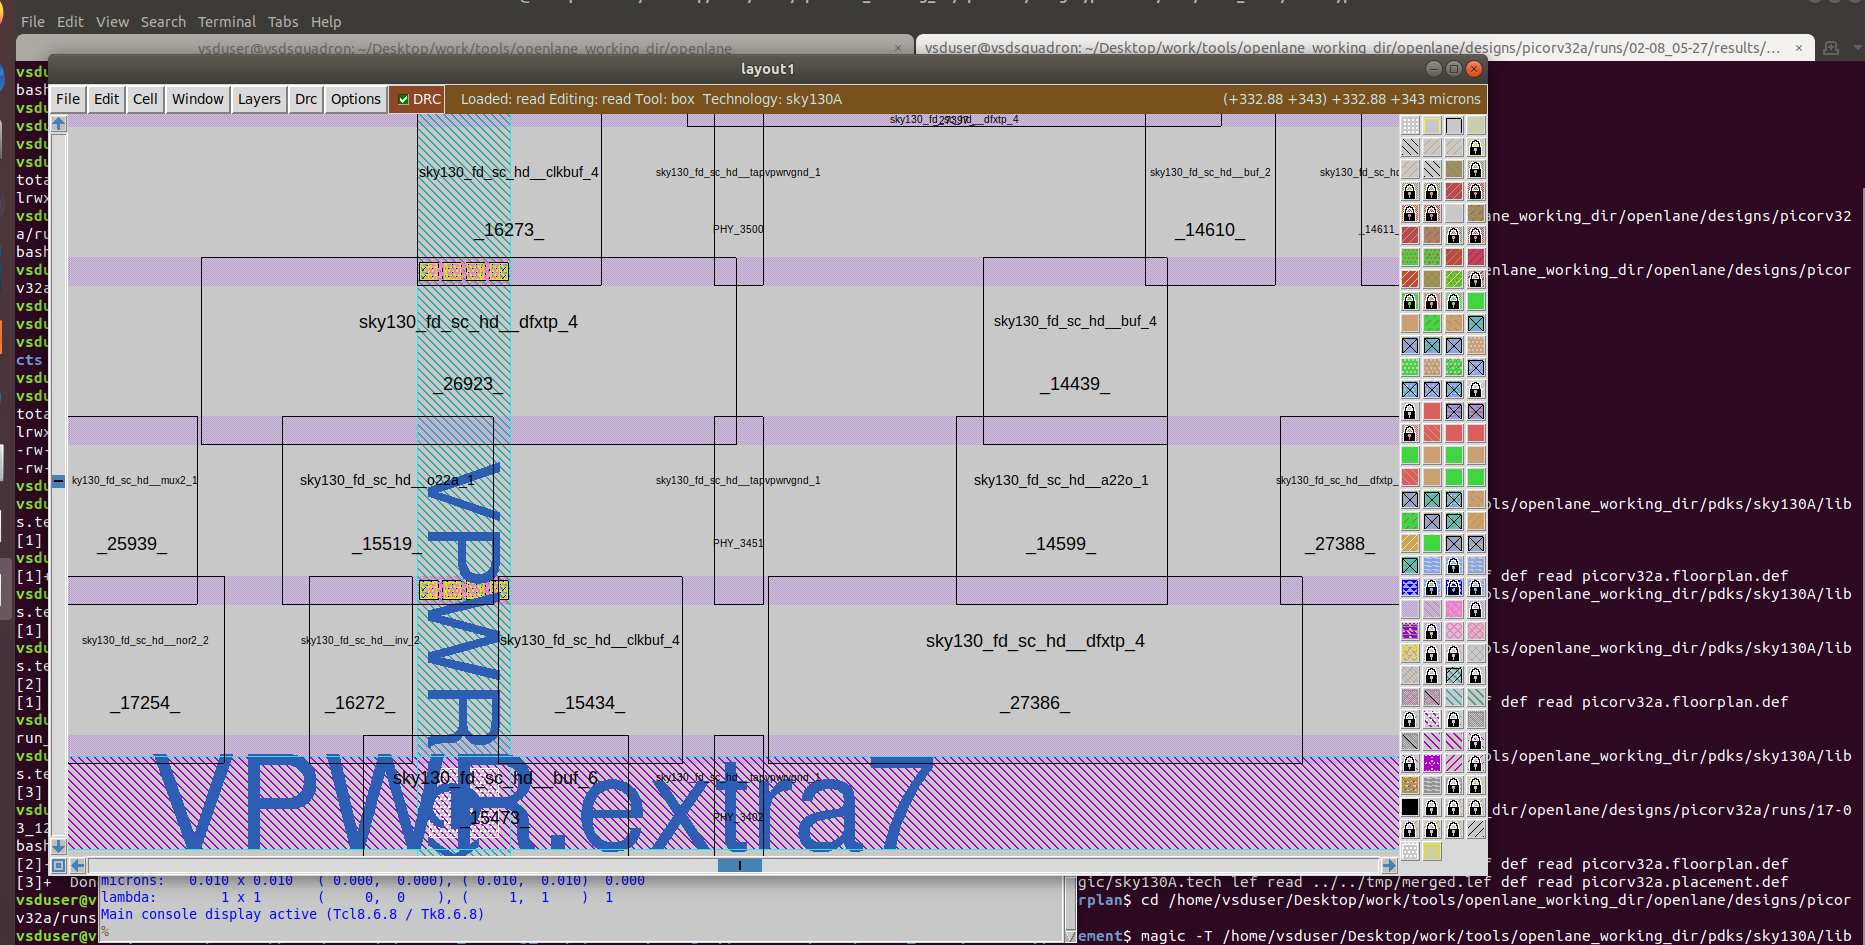 File Edit View Search Terminal Tabs Help
vsduser@vsdsquadron: ~/Desktop/work/tools/openlane_working_dir/openlane ×
vsduser@vsdsquadron: ~/Desktop/work/tools/openlane_working_dir/openlane/designs/picorv32a/runs/02-08_05-27/results/... ×
layout1
File Edit Cell Window Layers Drc Options DRC Loaded: read Editing: read Tool: box Technology: sky130A (+332.88 +343) +332.88 +343 microns
sky130_fd_sc_hd__dfxtp_4
sky130_fd_sc_hd__clkbuf_4 sky130_fd_sc_hd__tapvpwrvgnd_1 sky130_fd_sc_hd__buf_2 sky130_fd_sc_hd
_16273_ PHY_3500 _14610_ _14611_
sky130_fd_sc_hd__dfxtp_4 sky130_fd_sc_hd__buf_4
_26923_ _14439_
ky130_fd_sc_hd__mux2_1 sky130_fd_sc_hd__o22a_1 sky130_fd_sc_hd__tapvpwrvgnd_1 sky130_fd_sc_hd__a22o_1 sky130_fd_sc_hd__dfxtp_
_25939_ _15519_ PHY_3451 _14599_ _27388_
VPWR
sky130_fd_sc_hd__nor2_2 sky130_fd_sc_hd__inv_2 sky130_fd_sc_hd__clkbuf_4 sky130_fd_sc_hd__dfxtp_4
_17254_ _16272_ _15434_ _27386_
sky130_fd_sc_hd__buf_6 sky130_fd_sc_hd__tapvpwrvgnd_1
VPWR.extra7
_15473_ PHY_3402
vsdu
bash
vsdu
vsdu
vsdu
vsdu
tota
lrwx
vsdu ane_working_dir/openlane/designs/picorv32
a/ru
bash
vsdu enlane_working_dir/openlane/designs/picor
v32a
vsdu
vsdu
vsdu
cts
vsdu
vsdu
tota
lrwx
-rw-
-rw-
vsdu
vsdu ols/openlane_working_dir/pdks/sky130A/lib
s.te
[1]
vsdu
[1]+ f def read picorv32a.floorplan.def
vsdu ols/openlane_working_dir/pdks/sky130A/lib
s.te
[1]
vsdu ols/openlane_working_dir/pdks/sky130A/lib
s.te
[2]
[1] f def read picorv32a.floorplan.def
vsdu
run_
vsdu ols/openlane_working_dir/pdks/sky130A/lib
s.te
[3]
vsdu _dir/openlane/designs/picorv32a/runs/17-0
3_12
bash
[2]- f def read picorv32a.floorplan.def
[3]+ Don gic/sky130A.tech lef read ../../tmp/merged.lef def read picorv32a.placement.def
vsduser@v rplan$ cd /home/vsduser/Desktop/work/tools/openlane_working_dir/openlane/designs/picor
v32a/runs
vsduser@v ement$ magic -T /home/vsduser/Desktop/work/tools/openlane_working_dir/pdks/sky130A/lib
microns: 0.010 x 0.010 ( 0.000, 0.000), ( 0.010, 0.010) 0.000
lambda: 1 x 1 ( 0, 0 ), ( 1, 1 ) 1
Main console display active (Tcl8.6.8 / Tk8.6.8)
%